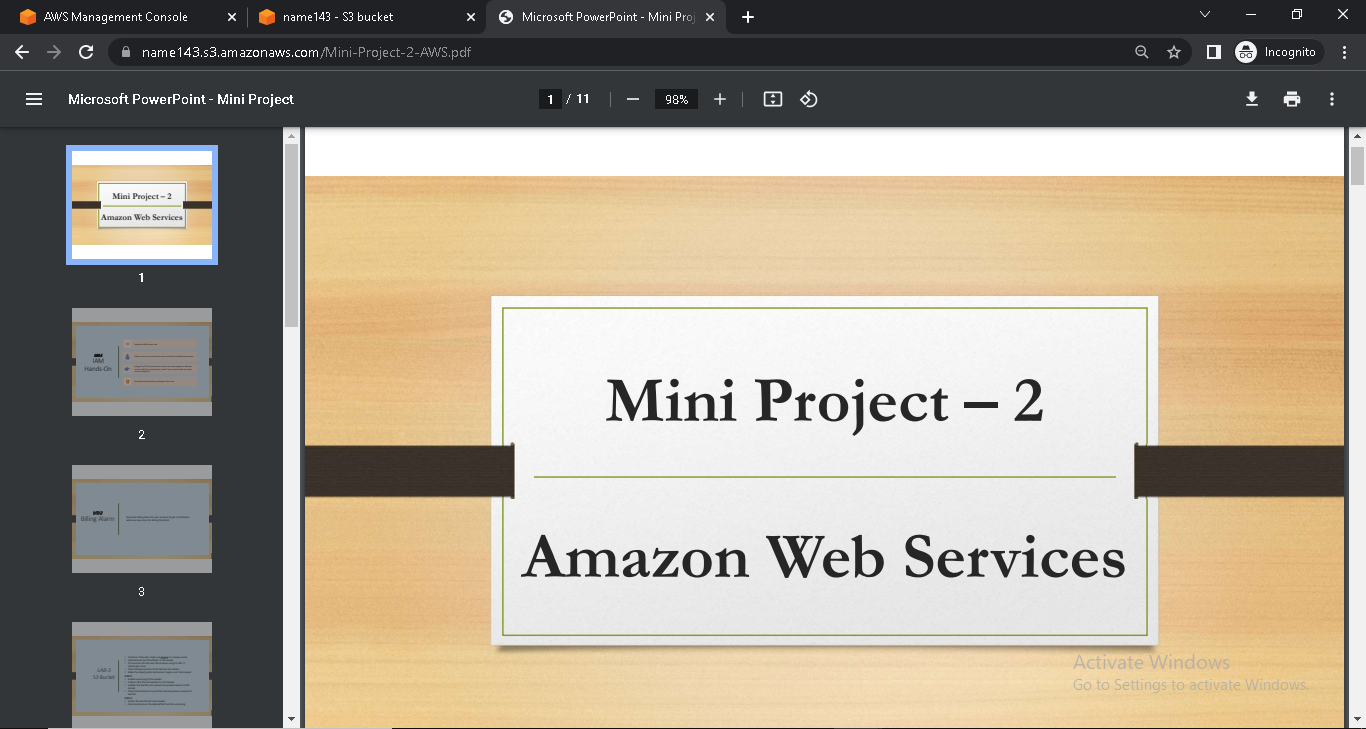 AWS Management Console
name143 - S3 bucket
Microsoft PowerPoint - Mini Proj
name143.s3.amazonaws.com/Mini-Project-2-AWS.pdf
Incognito
Microsoft PowerPoint - Mini Project
1 / 11
98%
Mini Project – 2
Amazon Web Services
1
IAM
Hands-On
2
Billing Alarm
3
S3 Bucket
Mini Project – 2
Amazon Web Services
Activate Windows
Go to Settings to activate Windows.